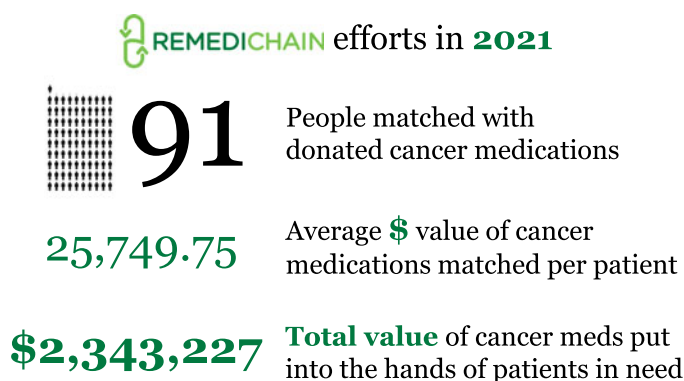 REMEDICHAIN efforts in 2021
91
People matched with
donated cancer medications
25,749.75
Average $ value of cancer
medications matched per patient
$2,343,227
Total value of cancer meds put
into the hands of patients in need